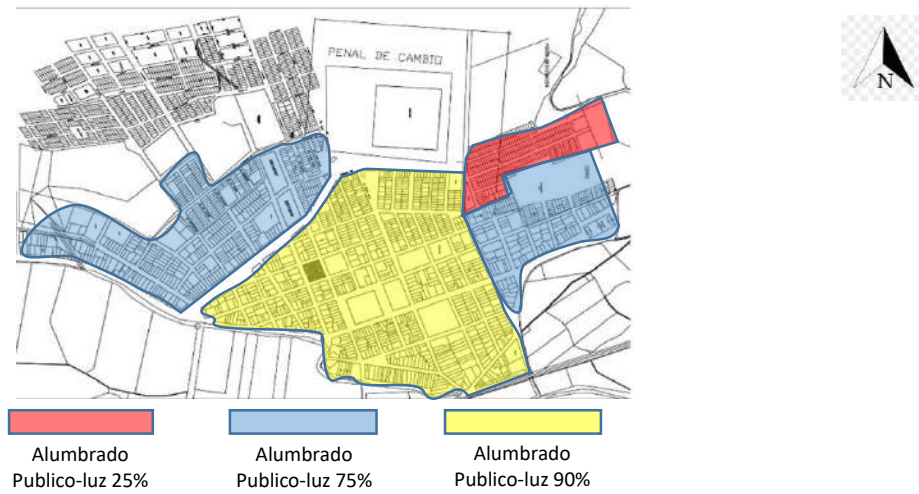 PENAL DE CAMBIO
N
Alumbrado
Publico-luz 25%
Alumbrado
Publico-luz 75%
Alumbrado
Publico-luz 90%